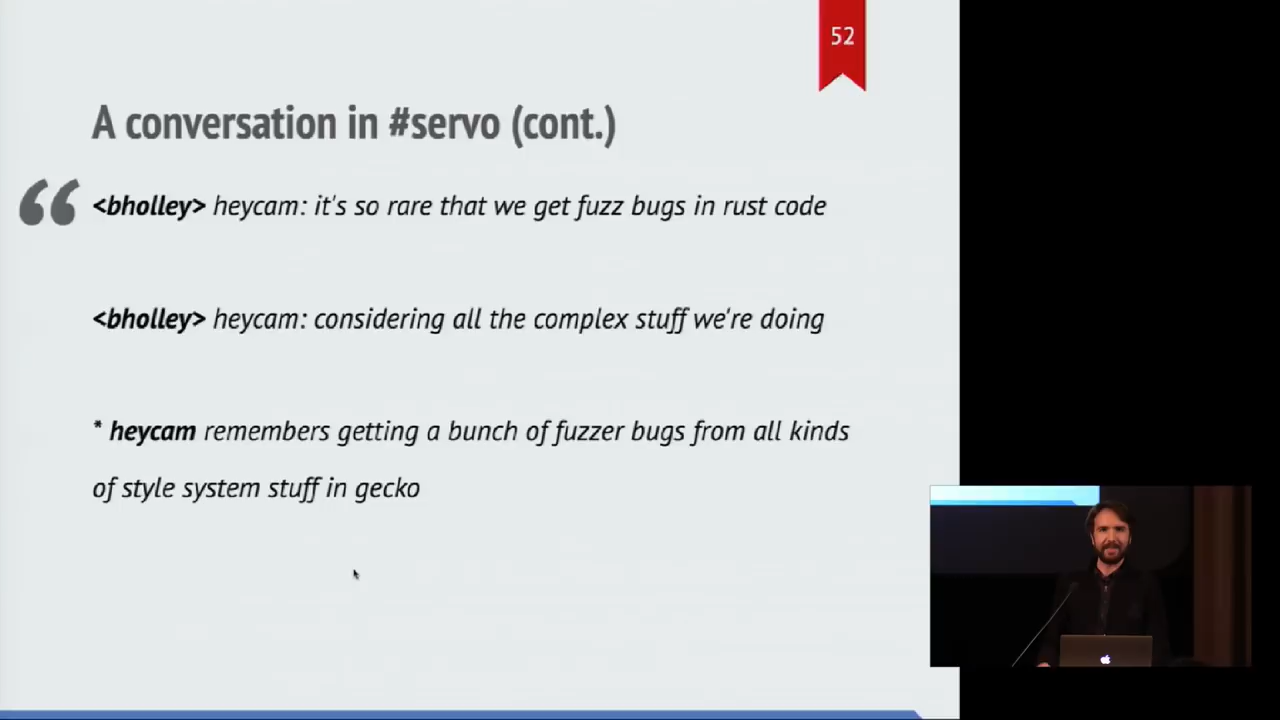 52
A conversation in #servo (cont.)
<bholley> heycam: it's so rare that we get fuzz bugs in rust code
<bholley> heycam: considering all the complex stuff we're doing
* heycam remembers getting a bunch of fuzzer bugs from all kinds
of style system stuff in gecko